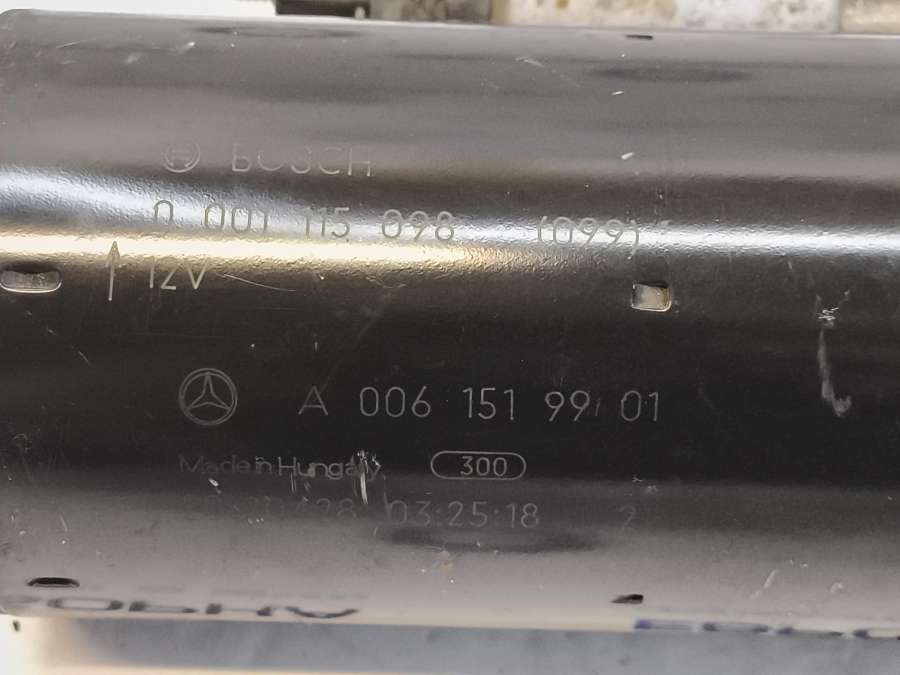 BOSCH
0 001 115 098 (099)
12V
A 006 151 99 01
Made in Hungary 300
03:25:18 2